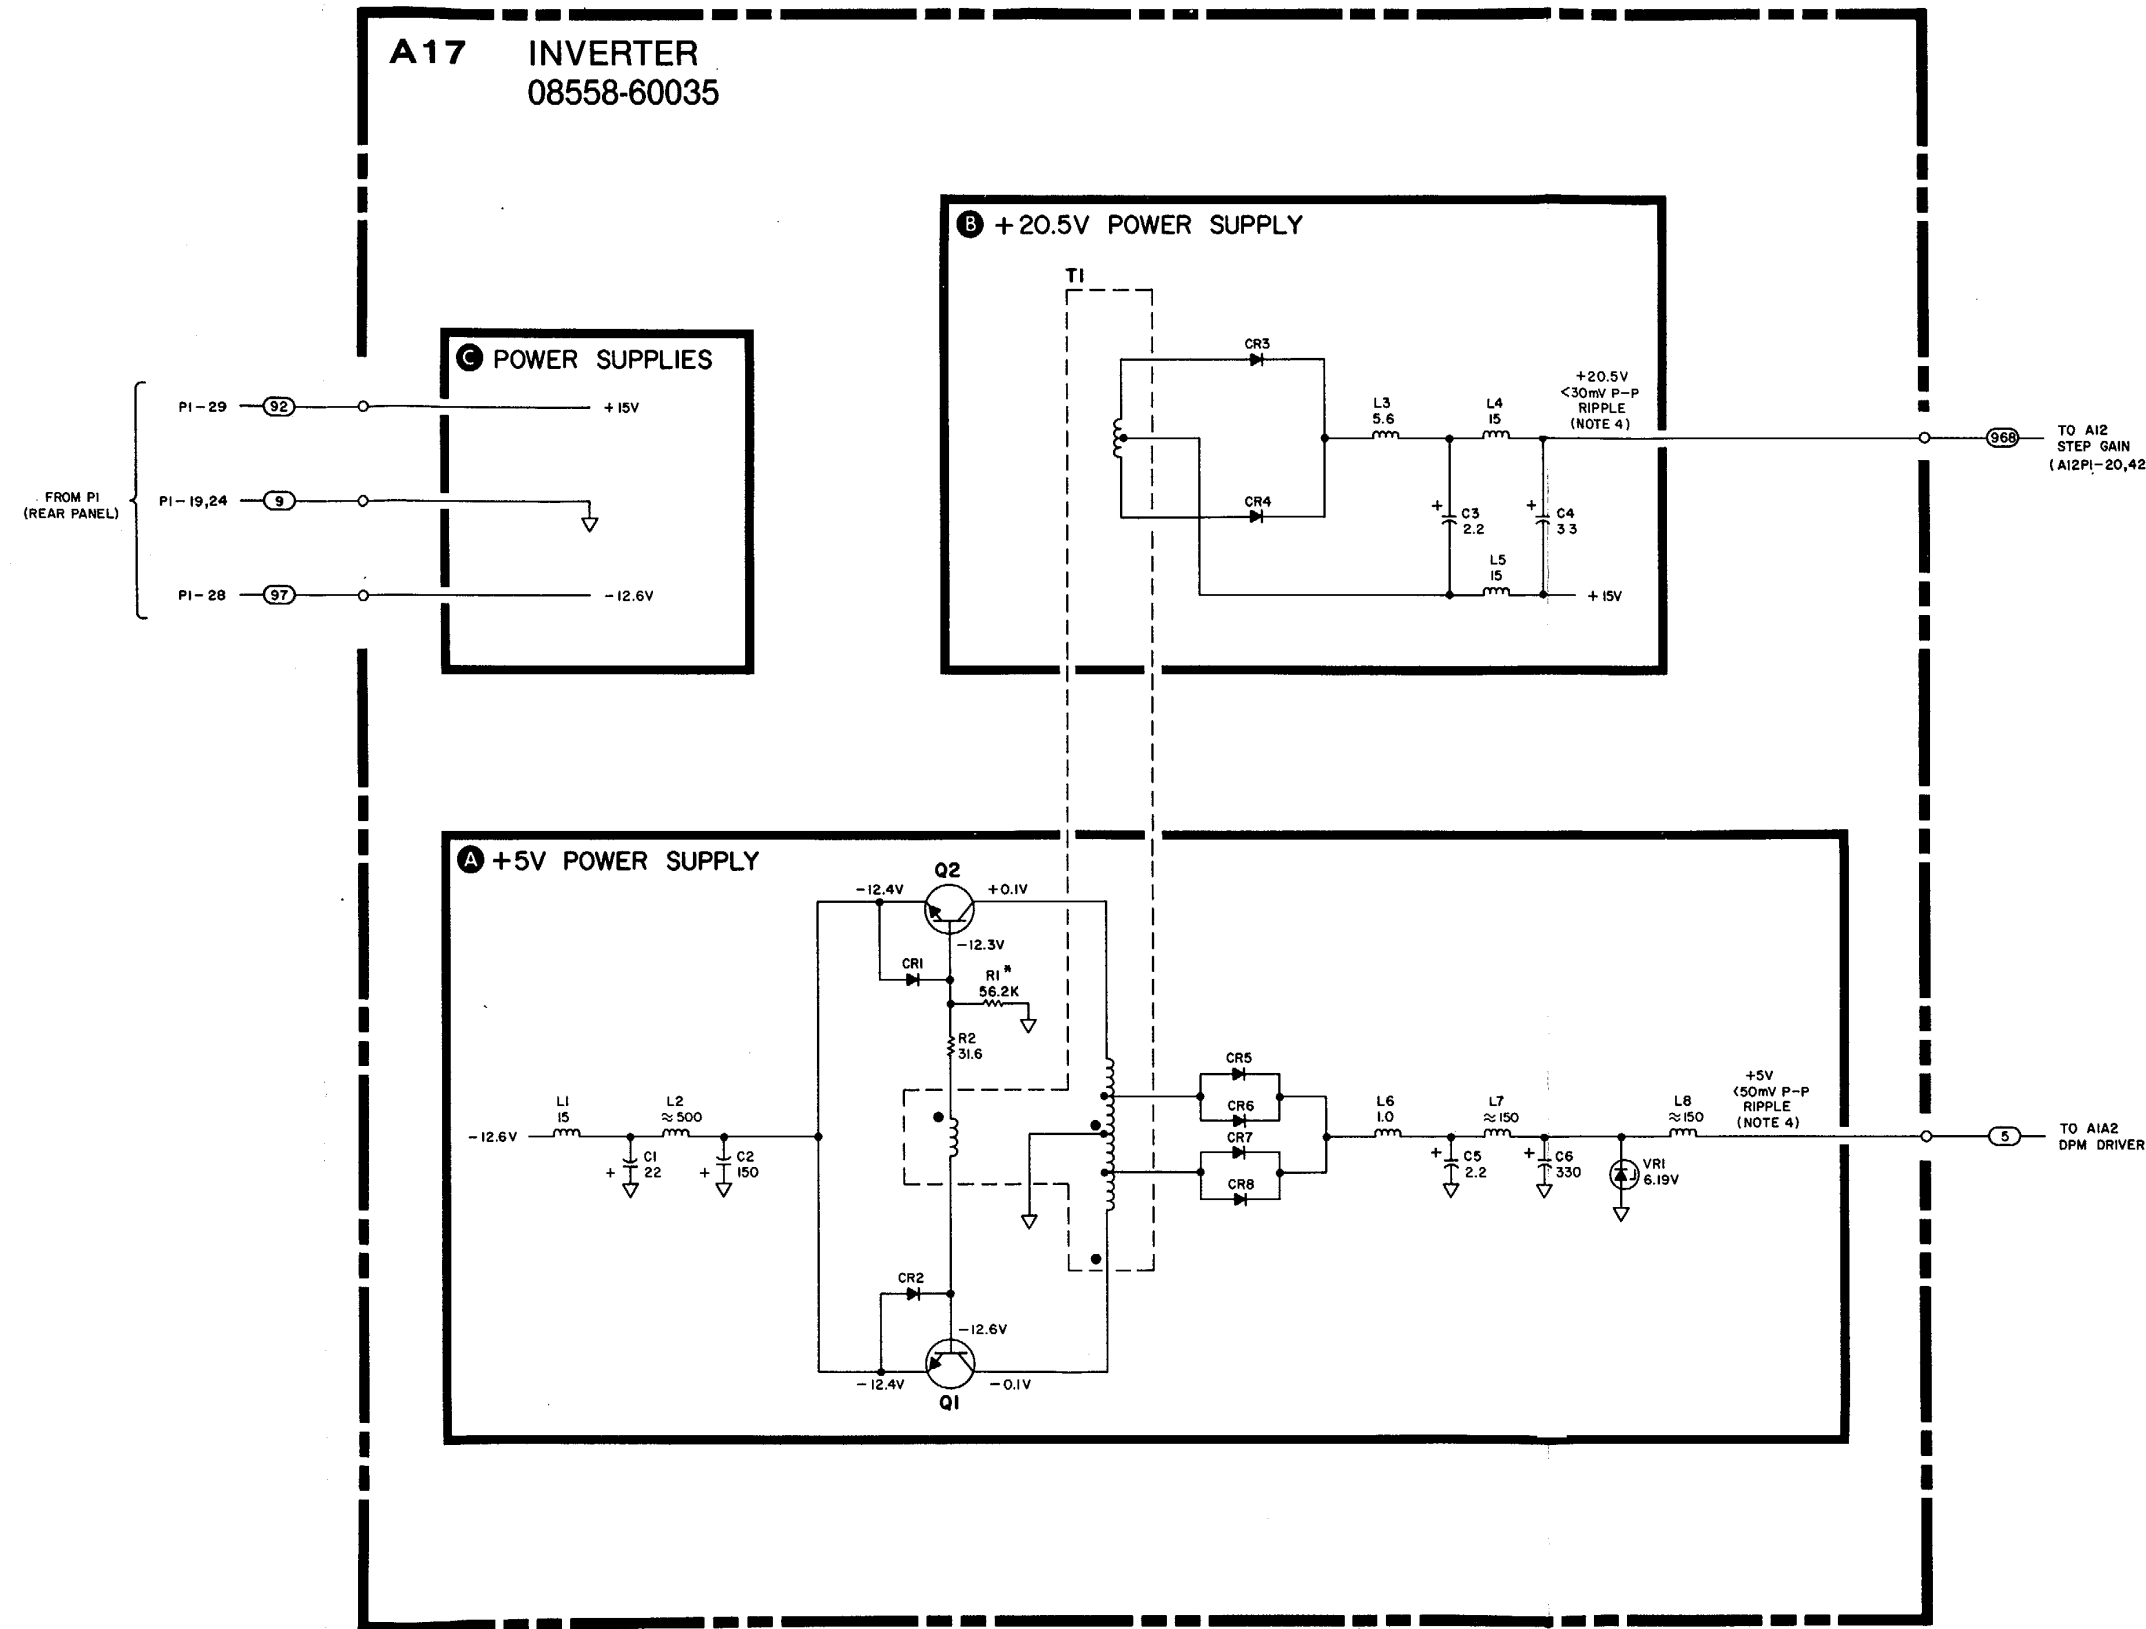 A17 INVERTER
08558-60035
B +20.5V POWER SUPPLY
T1
CR3
CR4
L3
5.6
L4
15
+20.5V
<30mV P-P
RIPPLE
(NOTE 4)
+ C3
2.2
+ C4
33
L5
15
+15V
968
TO A12
STEP GAIN
(A12P1-20,42
C POWER SUPPLIES
FROM P1
(REAR PANEL)
P1-29 92 +15V
P1-19,24 9
P1-28 97 -12.6V
A +5V POWER SUPPLY
Q2
-12.4V
+0.1V
-12.3V
CR1
R1*
56.2K
R2
31.6
-12.6V
L1
15
L2
≈500
+ C1
22
+ C2
150
CR2
-12.6V
-12.4V
-0.1V
Q1
CR5
CR6
CR7
CR8
L6
1.0
L7
≈150
L8
≈150
+5V
<50mV P-P
RIPPLE
(NOTE 4)
+ C5
2.2
+ C6
330
VR1
6.19V
5
TO A1A2
DPM DRIVER